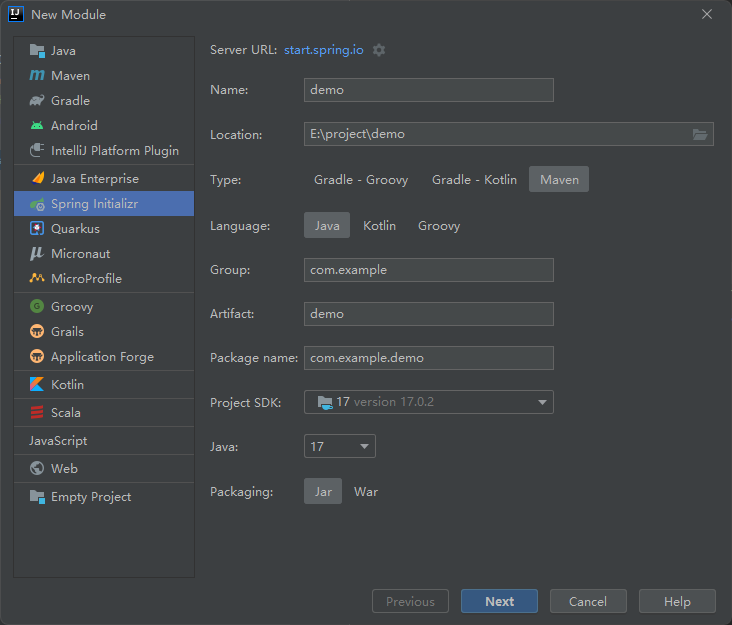 New Module
Java
Maven
Gradle
Android
IntelliJ Platform Plugin
Java Enterprise
Spring Initializr
Quarkus
Micronaut
MicroProfile
Groovy
Grails
Application Forge
Kotlin
Scala
JavaScript
Web
Empty Project
Server URL: start.spring.io
Name: demo
Location: E:\project\demo
Type: Gradle - Groovy Gradle - Kotlin Maven
Language: Java Kotlin Groovy
Group: com.example
Artifact: demo
Package name: com.example.demo
Project SDK: 17 version 17.0.2
Java: 17
Packaging: Jar War
Previous Next Cancel Help